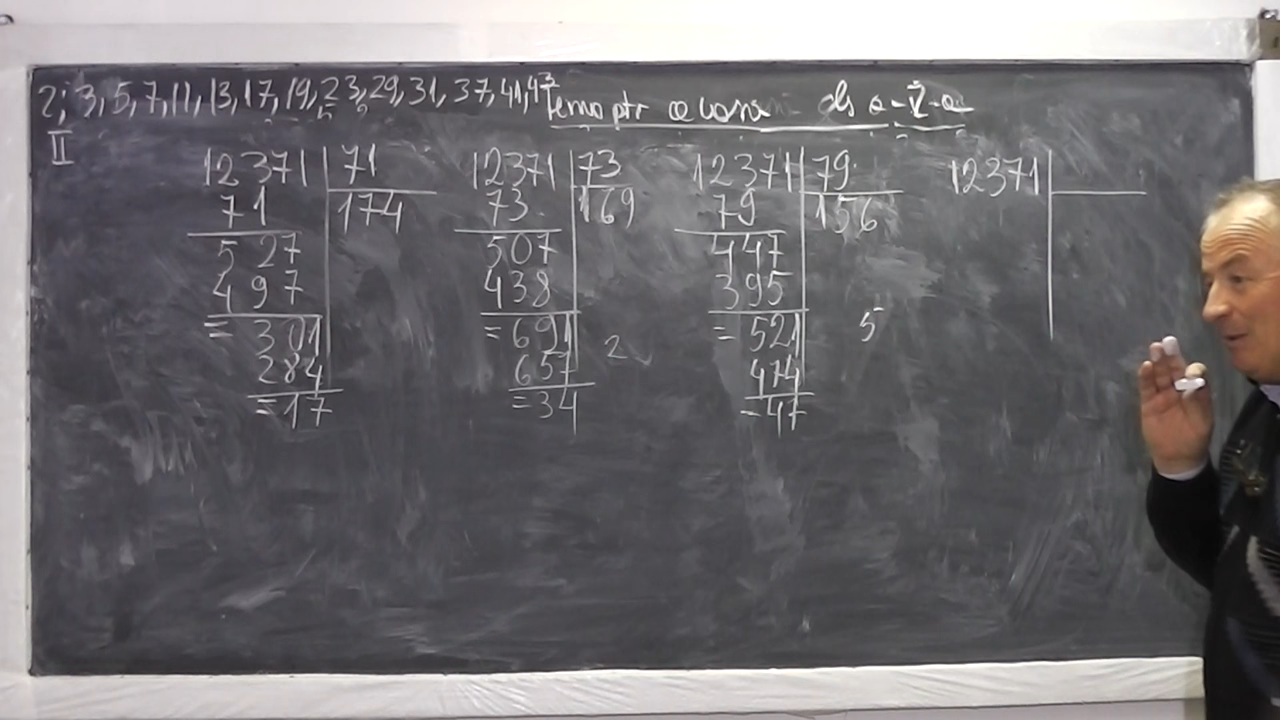 2; 3, 5, 7, 11, 13, 17, 19, 23, 29, 31, 37, 41, 43
Tema ptr acasa cls a-V-a
II
12371 | 71
71 | 174
527
497
= 301
284
= 17
12371 | 73
73 | 169
507
438
= 691
657
= 34
2
12371 | 79
79 | 156
447
395
= 521
474
= 47
5
12371 |